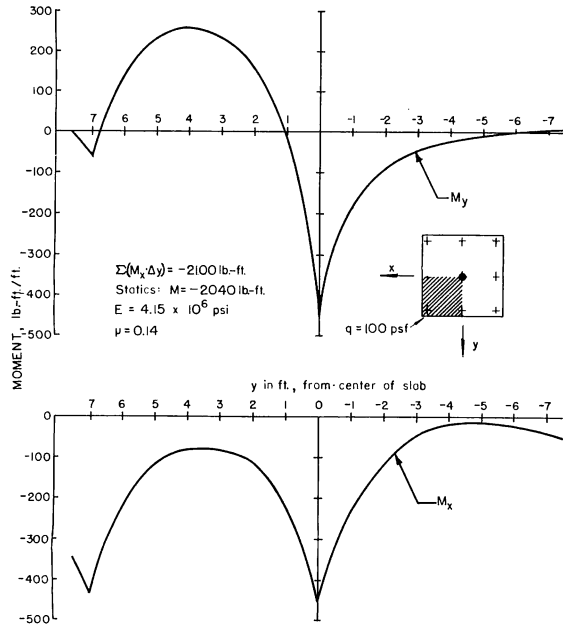 300
200
100
0
-100
-200
-300
-400
-500
7 6 5 4 3 2 1 0 -1 -2 -3 -4 -5 -6 -7
My
Σ(Mx·Δy) = -2100 lb.-ft.
Statics: M = -2040 lb.-ft.
E = 4.15 x 10⁶ psi
μ = 0.14
x
y
q = 100 psf
MOMENT, lb.-ft./ft.
y in ft., from center of slab
7 6 5 4 3 2 1 0 -1 -2 -3 -4 -5 -6 -7
0
-100
-200
-300
-400
-500
Mx